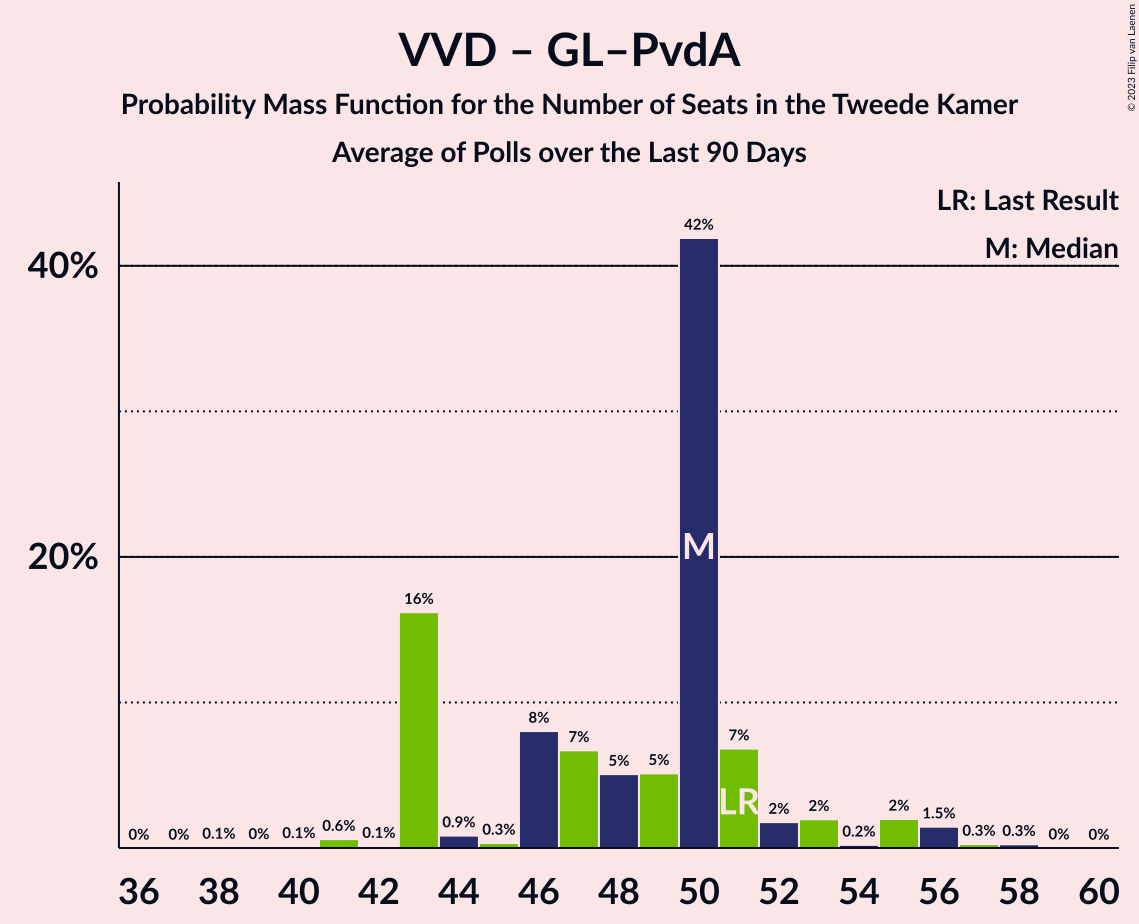 © 2023 Filip van Laenen
VVD – GL–PvdA
Probability Mass Function for the Number of Seats in the Tweede Kamer
Average of Polls over the Last 90 Days
LR: Last Result
M: Median
40%
20%
0% 0% 0.1% 0% 0.1% 0.6% 0.1% 16% 0.9% 0.3% 8% 7% 5% 5% 42% 7% 2% 2% 0.2% 2% 1.5% 0.3% 0.3% 0% 0%
M
LR
36 38 40 42 44 46 48 50 52 54 56 58 60